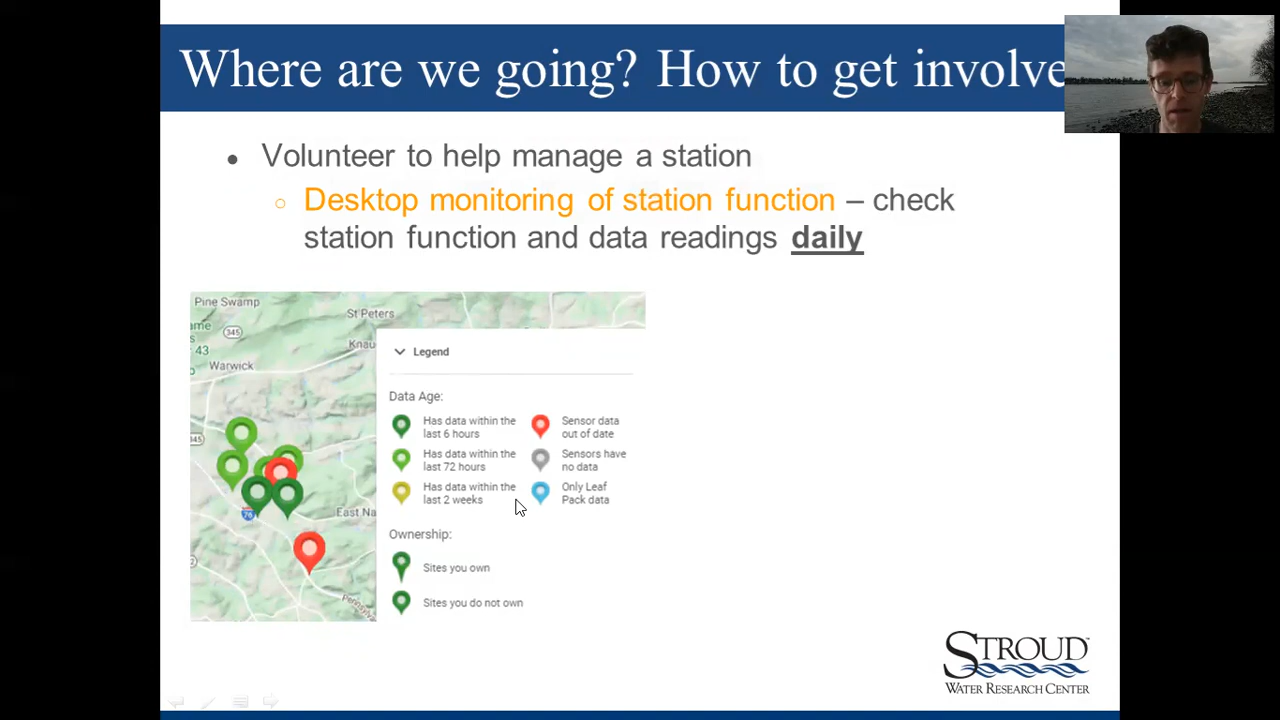 Where are we going? How to get involve
● Volunteer to help manage a station
○ Desktop monitoring of station function – check
station function and data readings daily
Pine Swamp
St Peters
345
ame
Knau
43
Warwick
345
76
East Na
Pennsylv
Legend
Data Age:
Has data within the
last 6 hours
Sensor data
out of date
Has data within the
last 72 hours
Sensors have
no data
Has data within the
last 2 weeks
Only Leaf
Pack data
Ownership:
Sites you own
Sites you do not own
STROUD™
WATER RESEARCH CENTER